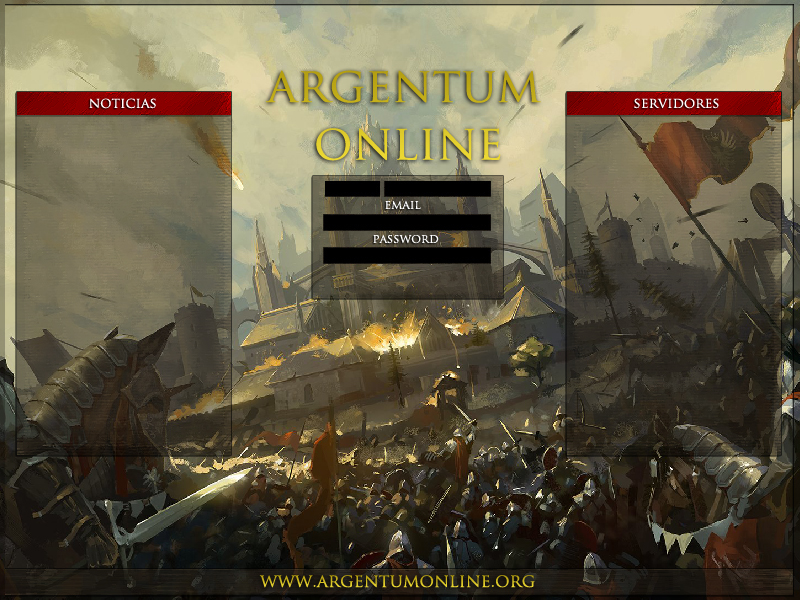 ARGENTUM
ONLINE
NOTICIAS
SERVIDORES
EMAIL
PASSWORD
WWW.ARGENTUMONLINE.ORG